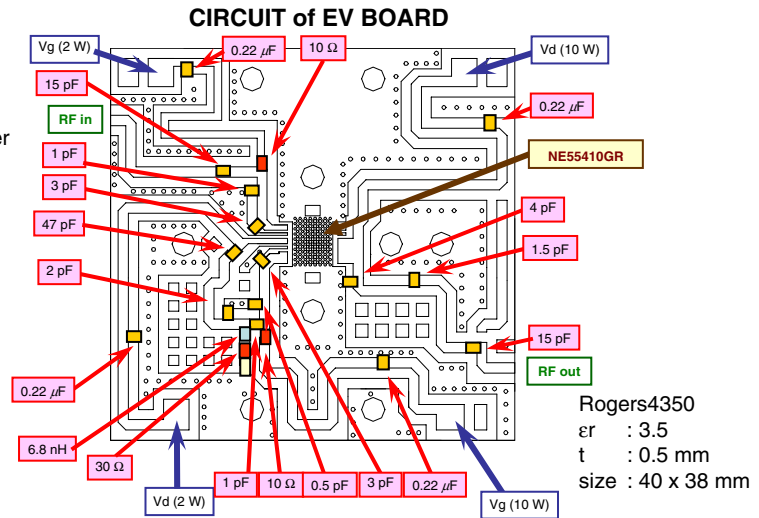 CIRCUIT of EV BOARD
Vg (2 W)
0.22 µF
10 Ω
Vd (10 W)
15 pF
0.22 µF
RF in
er
NE55410GR
1 pF
3 pF
4 pF
47 pF
1.5 pF
2 pF
15 pF
RF out
0.22 µF
Rogers4350
εr : 3.5
t : 0.5 mm
size : 40 x 38 mm
6.8 nH
30 Ω
1 pF
10 Ω
0.5 pF
3 pF
0.22 µF
Vd (2 W)
Vg (10 W)